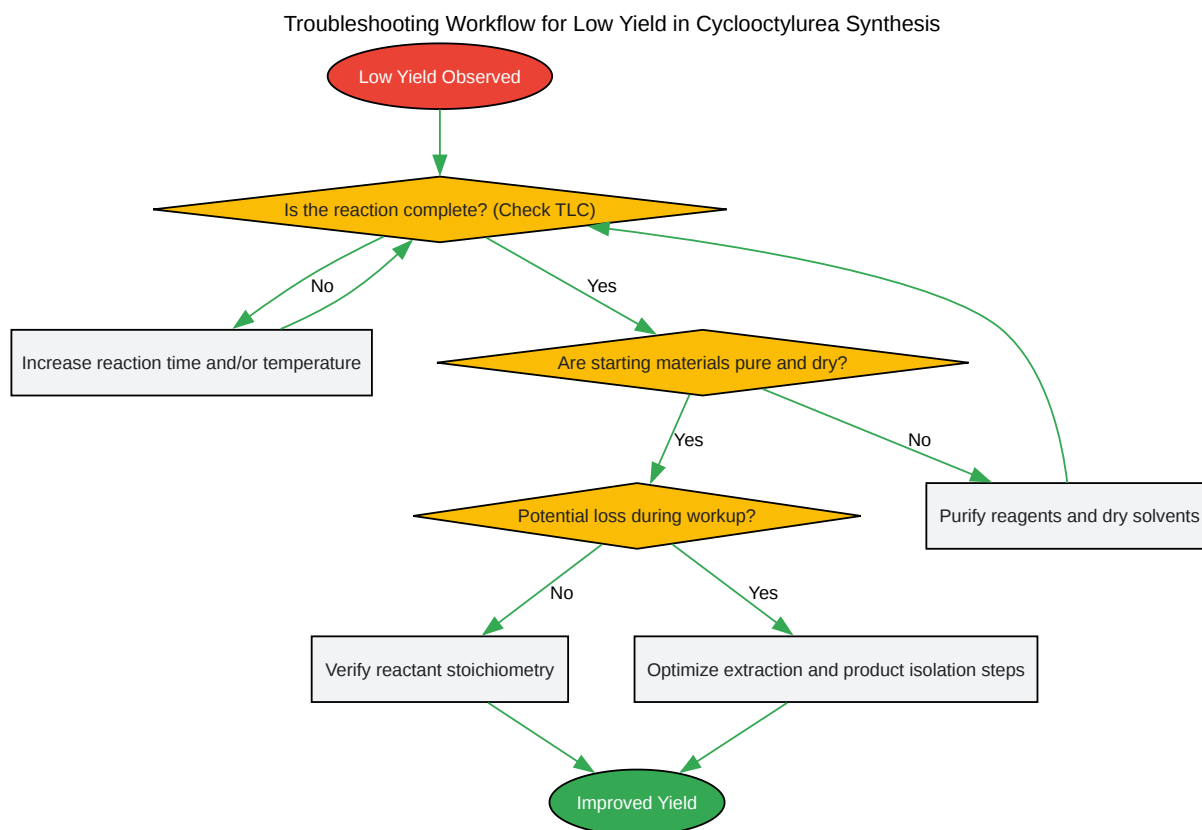 Troubleshooting Workflow for Low Yield in Cyclooctylurea Synthesis
Low Yield Observed
Is the reaction complete? (Check TLC)
No
Yes
Increase reaction time and/or temperature
Are starting materials pure and dry?
Yes
No
Potential loss during workup?
Purify reagents and dry solvents
No
Yes
Verify reactant stoichiometry
Optimize extraction and product isolation steps
Improved Yield